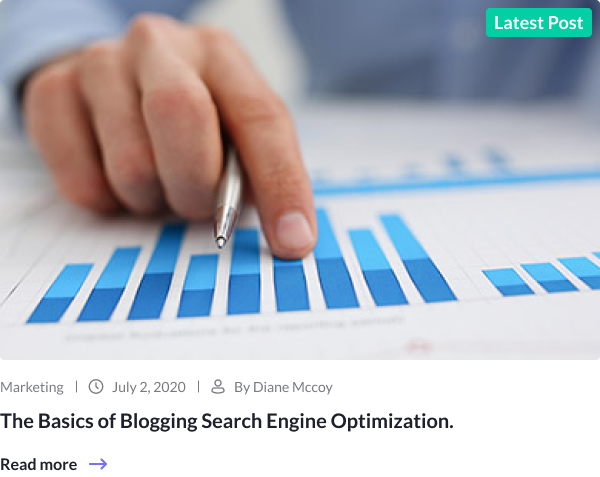 Latest Post
Marketing | July 2, 2020 | By Diane Mccoy
The Basics of Blogging Search Engine Optimization.
Read more